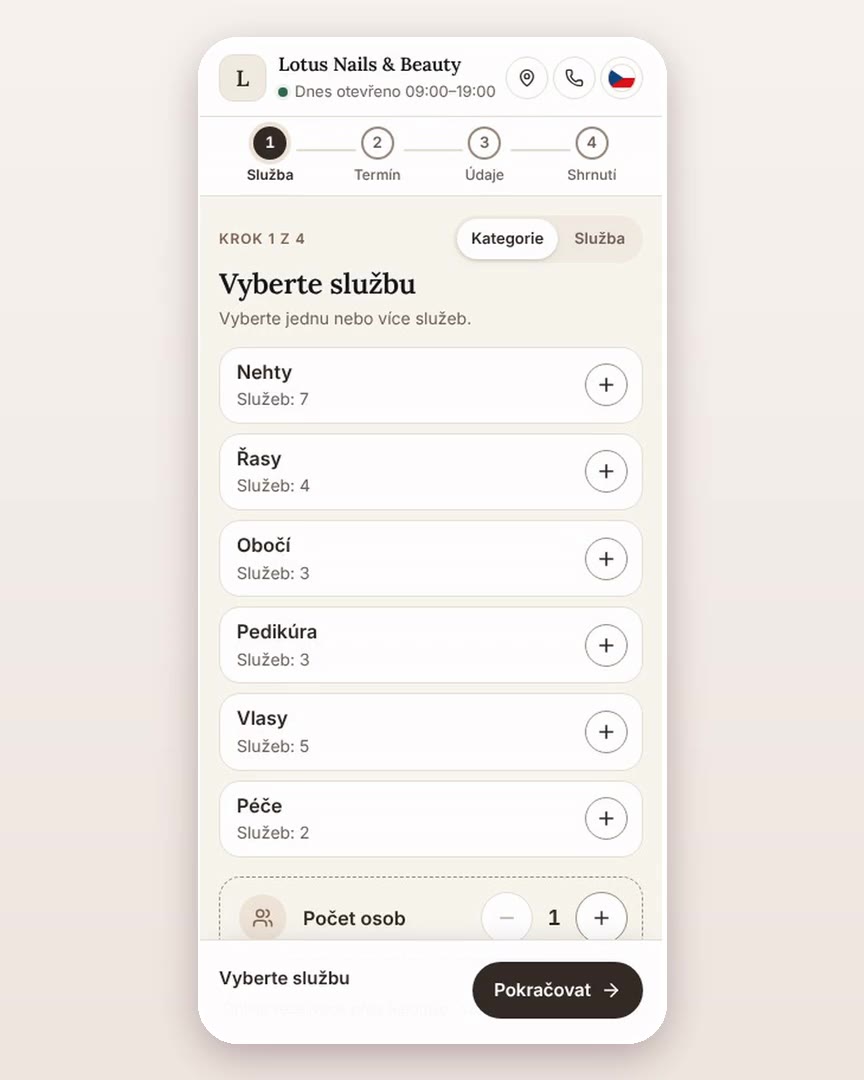 L
Lotus Nails & Beauty
Dnes otevřeno 09:00–19:00
1
2
3
4
Služba
Termín
Údaje
Shrnutí
KROK 1 Z 4
Kategorie
Služba
Vyberte službu
Vyberte jednu nebo více služeb.
Nehty
Služeb: 7
Řasy
Služeb: 4
Obočí
Služeb: 3
Pedikúra
Služeb: 3
Vlasy
Služeb: 5
Péče
Služeb: 2
Počet osob
1
Vyberte službu
Pokračovat